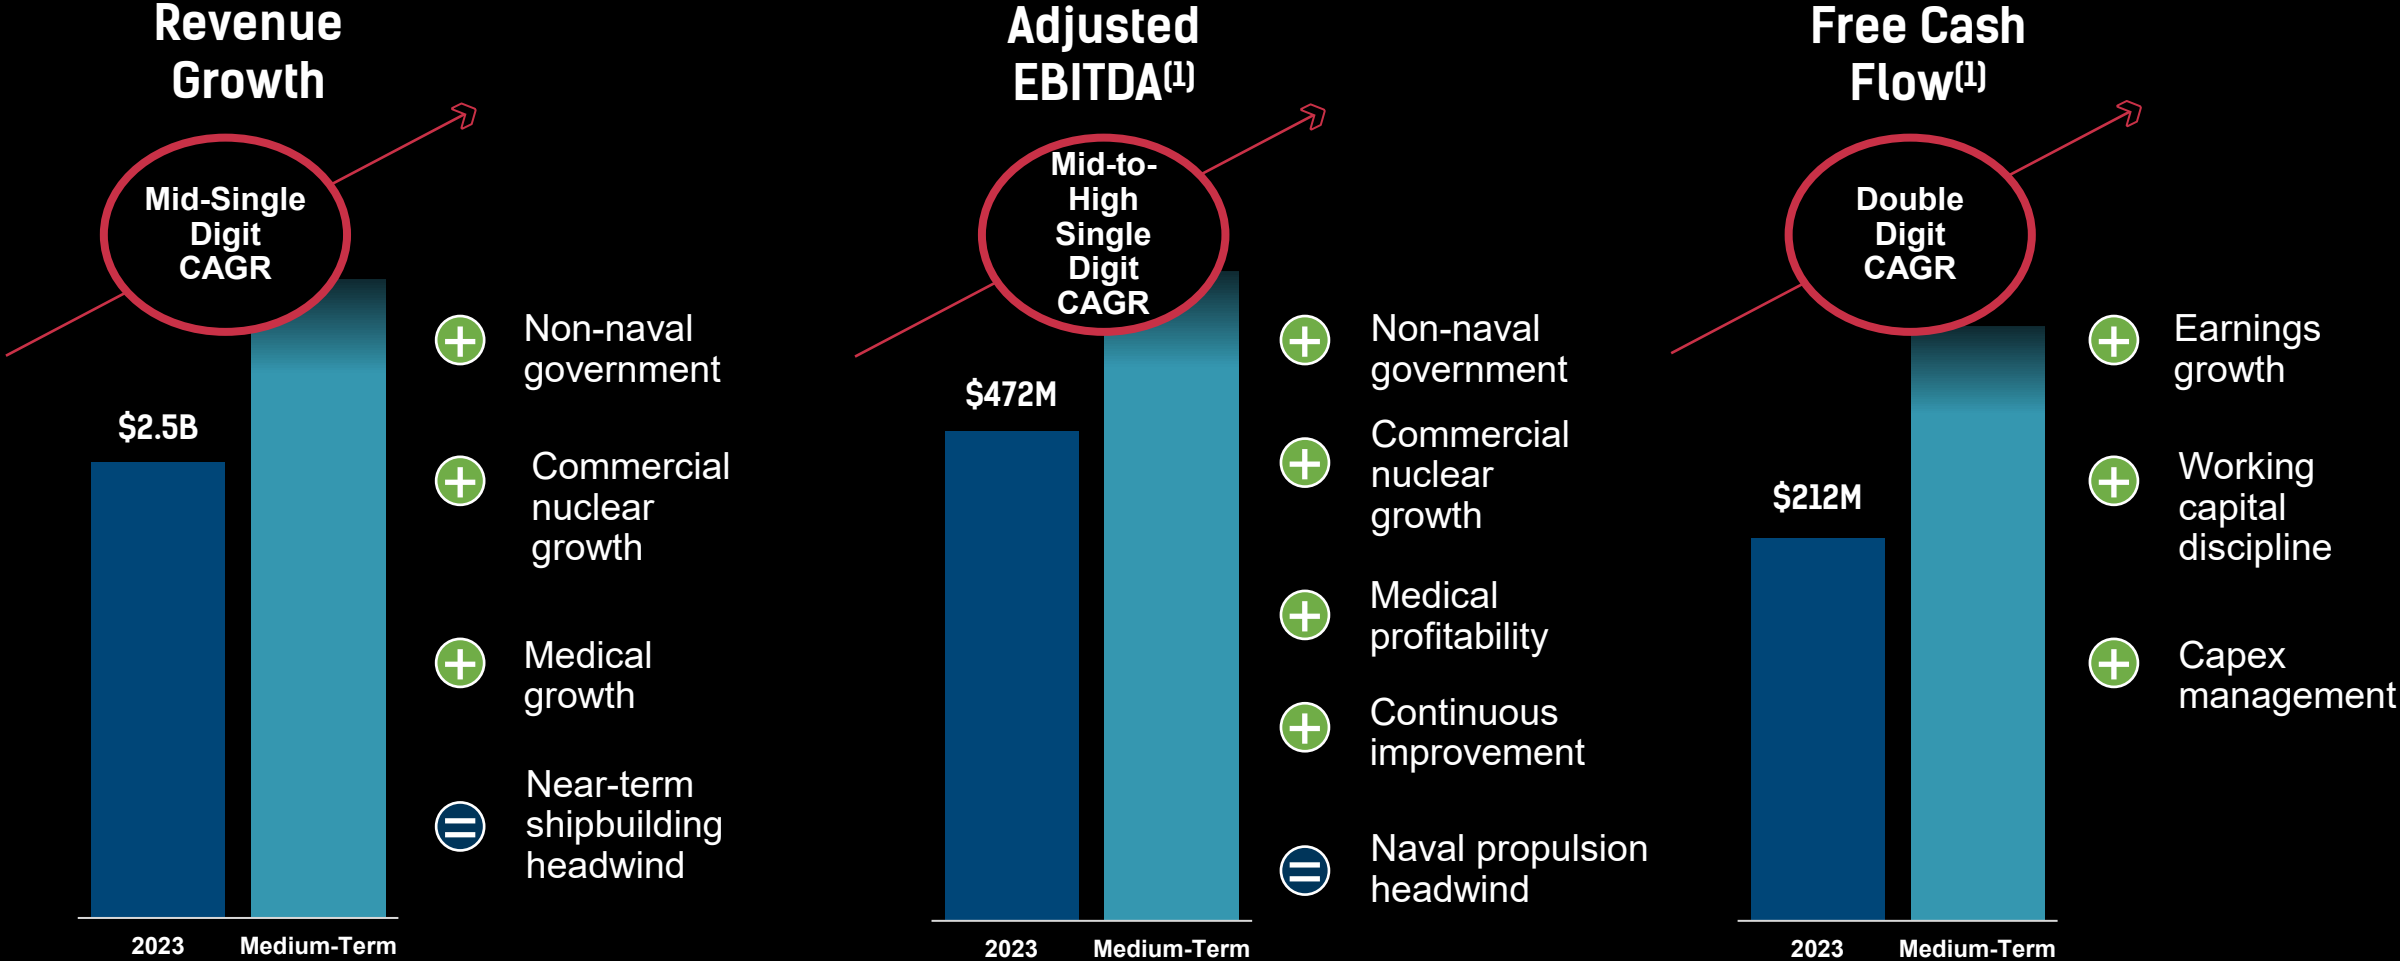 Revenue
Growth
Mid-Single
Digit
CAGR
$2.5B
2023
Medium-Term
Non-naval
government
Commercial
nuclear
growth
Medical
growth
Near-term
shipbuilding
headwind
Adjusted
EBITDA(1)
Mid-to-
High
Single
Digit
CAGR
$472M
2023
Medium-Term
Non-naval
government
Commercial
nuclear
growth
Medical
profitability
Continuous
improvement
Naval propulsion
headwind
Free Cash
Flow(1)
Double
Digit
CAGR
$212M
2023
Medium-Term
Earnings
growth
Working
capital
discipline
Capex
management